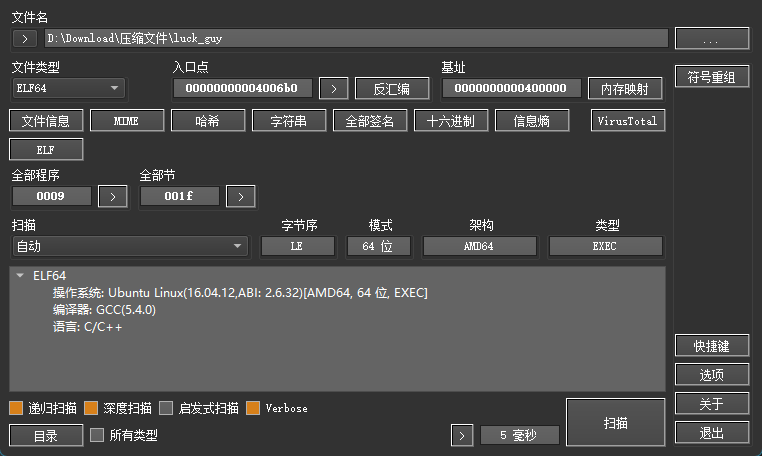 文件名
> D:\Download\压缩文件\luck_guy ...
文件类型 入口点 基址
ELF64 00000000004006b0 > 反汇编 0000000000400000 内存映射 符号重组
文件信息 MIME 哈希 字符串 全部签名 十六进制 信息熵 VirusTotal
ELF
全部程序 全部节
0009 > 001f >
扫描 字节序 模式 架构 类型
自动 LE 64 位 AMD64 EXEC
ELF64
操作系统: Ubuntu Linux(16.04.12,ABI: 2.6.32)[AMD64, 64 位, EXEC]
编译器: GCC(5.4.0)
语言: C/C++
快捷键
选项
递归扫描 深度扫描 启发式扫描 Verbose 扫描 关于
目录 所有类型 > 5 毫秒 退出